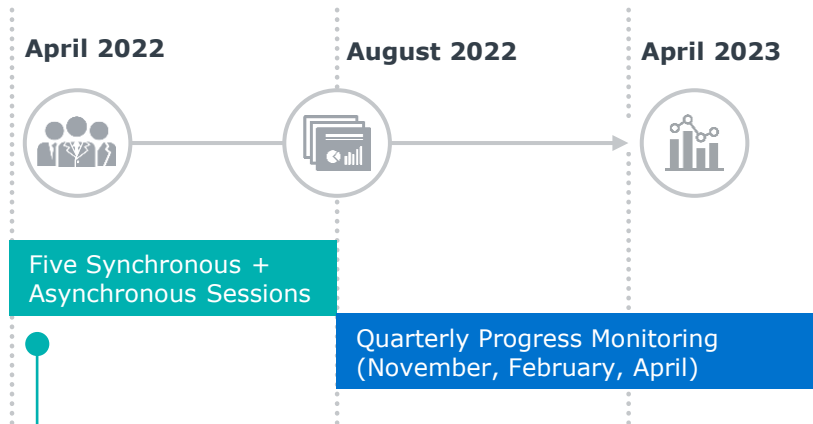 April 2022
August 2022
April 2023
Five Synchronous +
Asynchronous Sessions
Quarterly Progress Monitoring
(November, February, April)